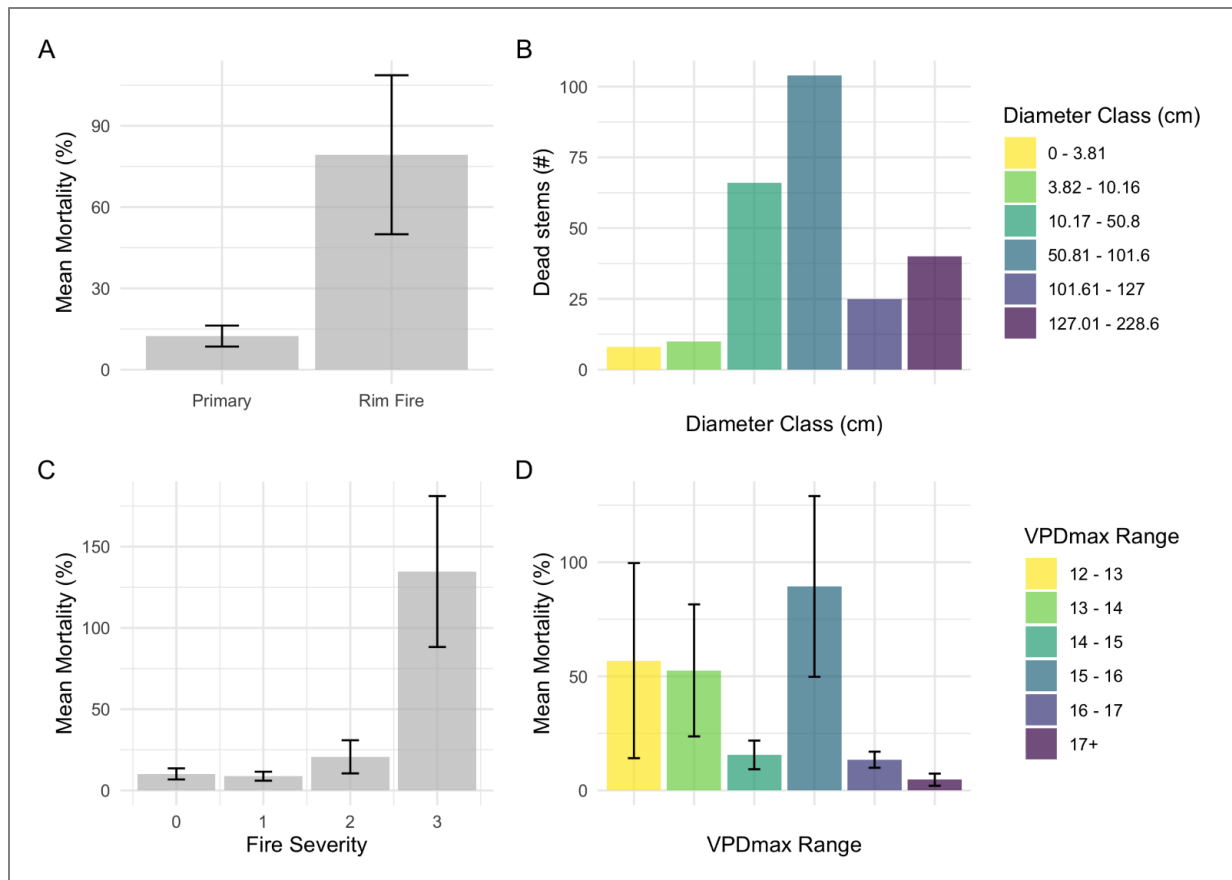 A
Mean Mortality (%)
90
60
30
0
Primary
Rim Fire
B
Dead stems (#)
100
75
50
25
0
Diameter Class (cm)
Diameter Class (cm)
0 - 3.81
3.82 - 10.16
10.17 - 50.8
50.81 - 101.6
101.61 - 127
127.01 - 228.6
C
Mean Mortality (%)
150
100
50
0
0
1
2
3
Fire Severity
D
Mean Mortality (%)
100
50
0
VPDmax Range
VPDmax Range
12 - 13
13 - 14
14 - 15
15 - 16
16 - 17
17+